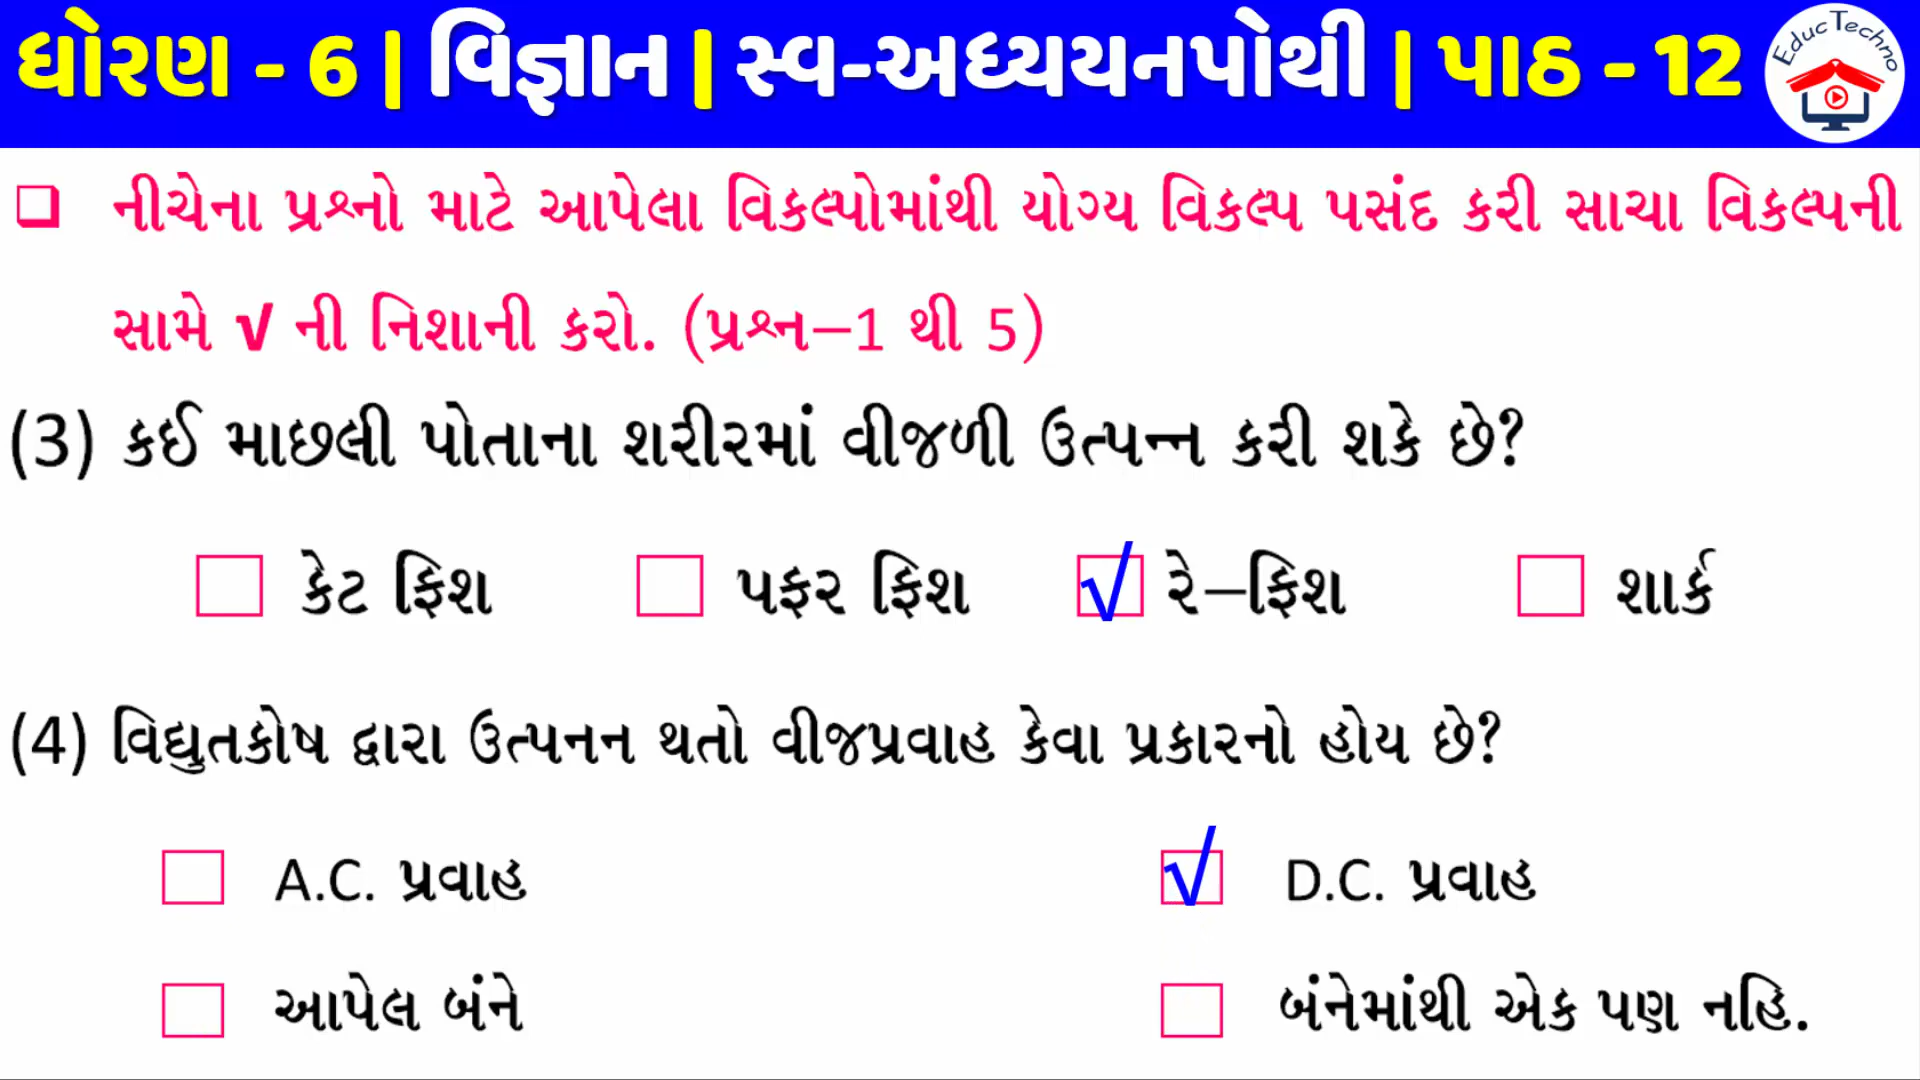 ધોરણ - 6 | વિજ્ઞાન | સ્વ-અધ્યયનપોથી | પાઠ - 12
EducTechno
❑ નીચેના પ્રશ્નો માટે આપેલા વિકલ્પોમાંથી યોગ્ય વિકલ્પ પસંદ કરી સાચા વિકલ્પની
સામે √ ની નિશાની કરો. (પ્રશ્ન–1 થી 5)
(3) કઈ માછલી પોતાના શરીરમાં વીજળી ઉત્પન્ન કરી શકે છે?
☐ કેટ ફિશ ☐ પફર ફિશ √ રે–ફિશ ☐ શાર્ક
(4) વિદ્યુતકોષ દ્વારા ઉત્પનન થતો વીજપ્રવાહ કેવા પ્રકારનો હોય છે?
☐ A.C. પ્રવાહ √ D.C. પ્રવાહ
☐ આપેલ બંને ☐ બંનેમાંથી એક પણ નહિ.